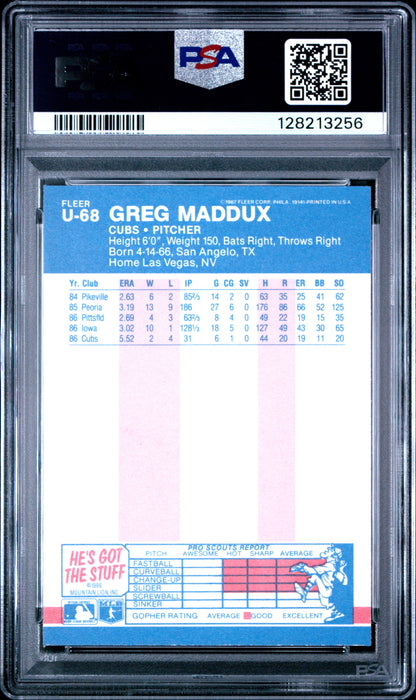 PSA
128213256
©1987 FLEER CORP. PHILA. 19141-PRINTED IN U.S.A.
FLEER
U-68 GREG MADDUX
CUBS • PITCHER
Height 6'0", Weight 150, Bats Right, Throws Right
Born 4-14-66, San Angelo, TX
Home Las Vegas, NV
Yr. Club ERA W L IP G CG SV H R ER BB SO
84 Pikeville 2.63 6 2 85⅔ 14 2 0 63 35 25 41 62
85 Peoria 3.19 13 9 186 27 6 0 176 86 66 52 125
86 Pittsfld 2.69 4 3 63⅔ 8 4 0 49 22 19 15 35
86 Iowa 3.02 10 1 128⅓ 18 5 0 127 49 43 30 65
86 Cubs 5.52 2 4 31 6 1 0 44 20 19 11 20
HE'S GOT
THE STUFF
©1986
MOUNTAIN LION INC.
PRO SCOUTS REPORT
PITCH AWESOME HOT SHARP AVERAGE
FASTBALL
CURVEBALL
CHANGE-UP
SLIDER
SCREWBALL
SINKER
GOPHER RATING AVERAGE GOOD EXCELLENT
PSA